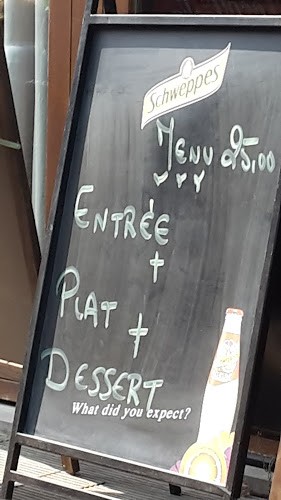 Schweppes
MENU 25,00
ENTRÉE
+
PLAT +
DESSERT
What did you expect?